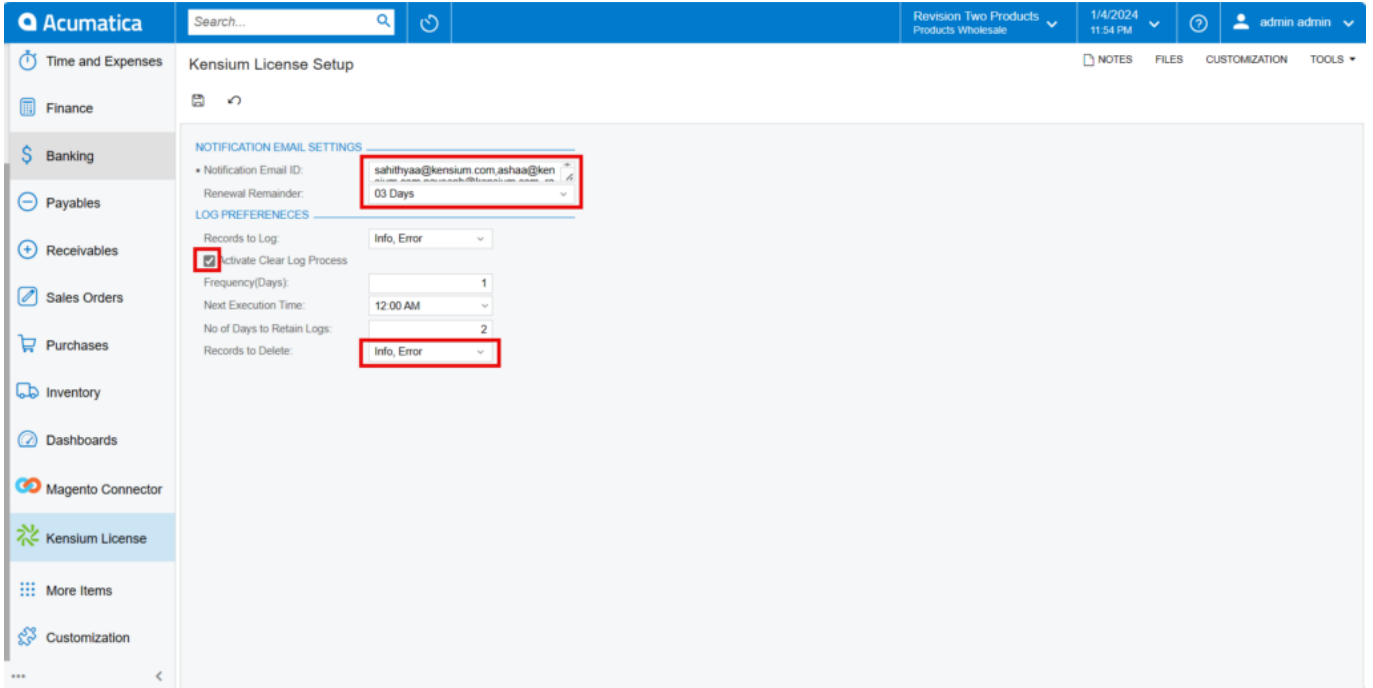 Acumatica
Search...
Revision Two Products
Products Wholesale
1/4/2024
11:54 PM
admin admin
Time and Expenses
Finance
Banking
Payables
Receivables
Sales Orders
Purchases
Inventory
Dashboards
Magento Connector
Kensium License
More Items
Customization
Kensium License Setup
NOTES
FILES
CUSTOMIZATION
TOOLS
NOTIFICATION EMAIL SETTINGS
Notification Email ID:
sahithyaa@kensium.com,ashaa@ken
Renewal Remainder:
03 Days
LOG PREFERENECES
Records to Log:
Info, Error
Activate Clear Log Process
Frequency(Days):
1
Next Execution Time:
12:00 AM
No of Days to Retain Logs:
2
Records to Delete:
Info, Error